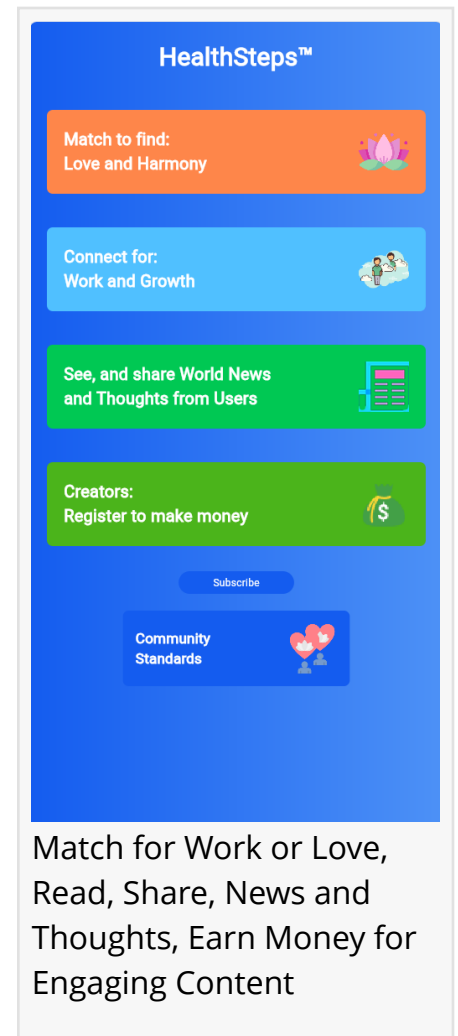 HealthSteps™
Match to find:
Love and Harmony
Connect for:
Work and Growth
See, and share World News
and Thoughts from Users
Creators:
Register to make money
$
Subscribe
Community
Standards
Match for Work or Love,
Read, Share, News and
Thoughts, Earn Money for
Engaging Content